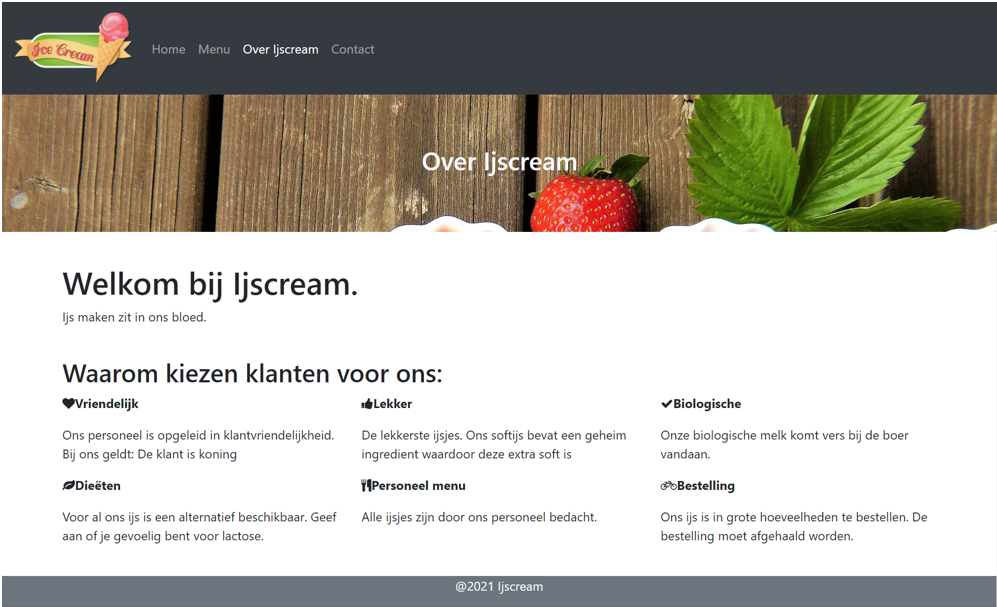 Ice Cream
Home Menu Over Ijscream Contact
Over Ijscream
Welkom bij Ijscream.
Ijs maken zit in ons bloed.
Waarom kiezen klanten voor ons:
Vriendelijk
Ons personeel is opgeleid in klantvriendelijkheid.
Bij ons geldt: De klant is koning
Lekker
De lekkerste ijsjes. Ons softijs bevat een geheim
ingredient waardoor deze extra soft is
Biologische
Onze biologische melk komt vers bij de boer
vandaan.
Dieëten
Voor al ons ijs is een alternatief beschikbaar. Geef
aan of je gevoelig bent voor lactose.
Personeel menu
Alle ijsjes zijn door ons personeel bedacht.
Bestelling
Ons ijs is in grote hoeveelheden te bestellen. De
bestelling moet afgehaald worden.
@2021 Ijscream